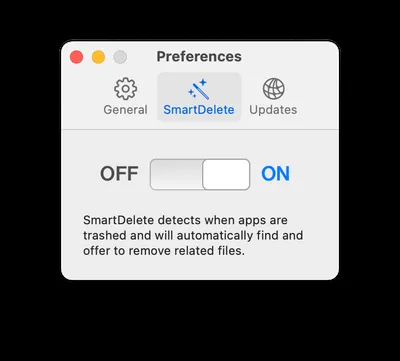 Preferences
General SmartDelete Updates
OFF ON
SmartDelete detects when apps are
trashed and will automatically find and
offer to remove related files.